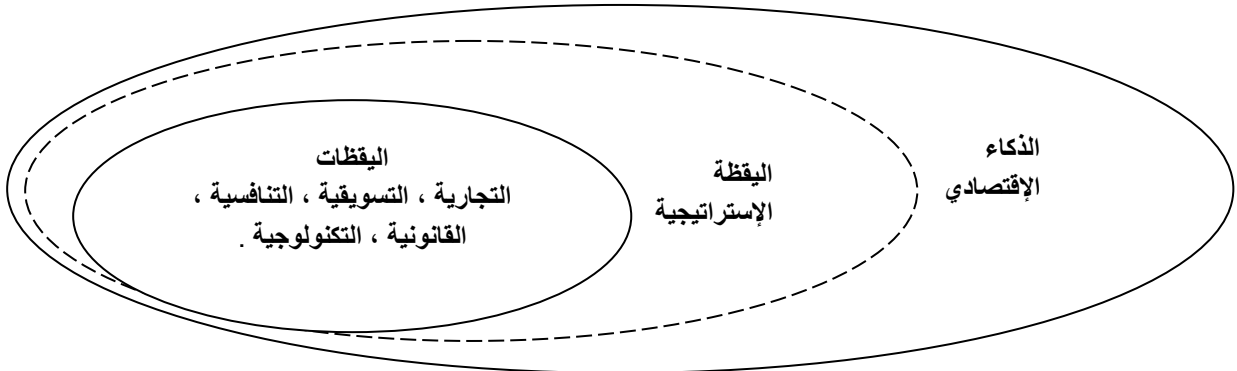 الذكاء
الإقتصادي
اليقظة
الإستراتيجية
اليقظات
التجارية ، التسويقية ، التنافسية ،
القانونية ، التكنولوجية .